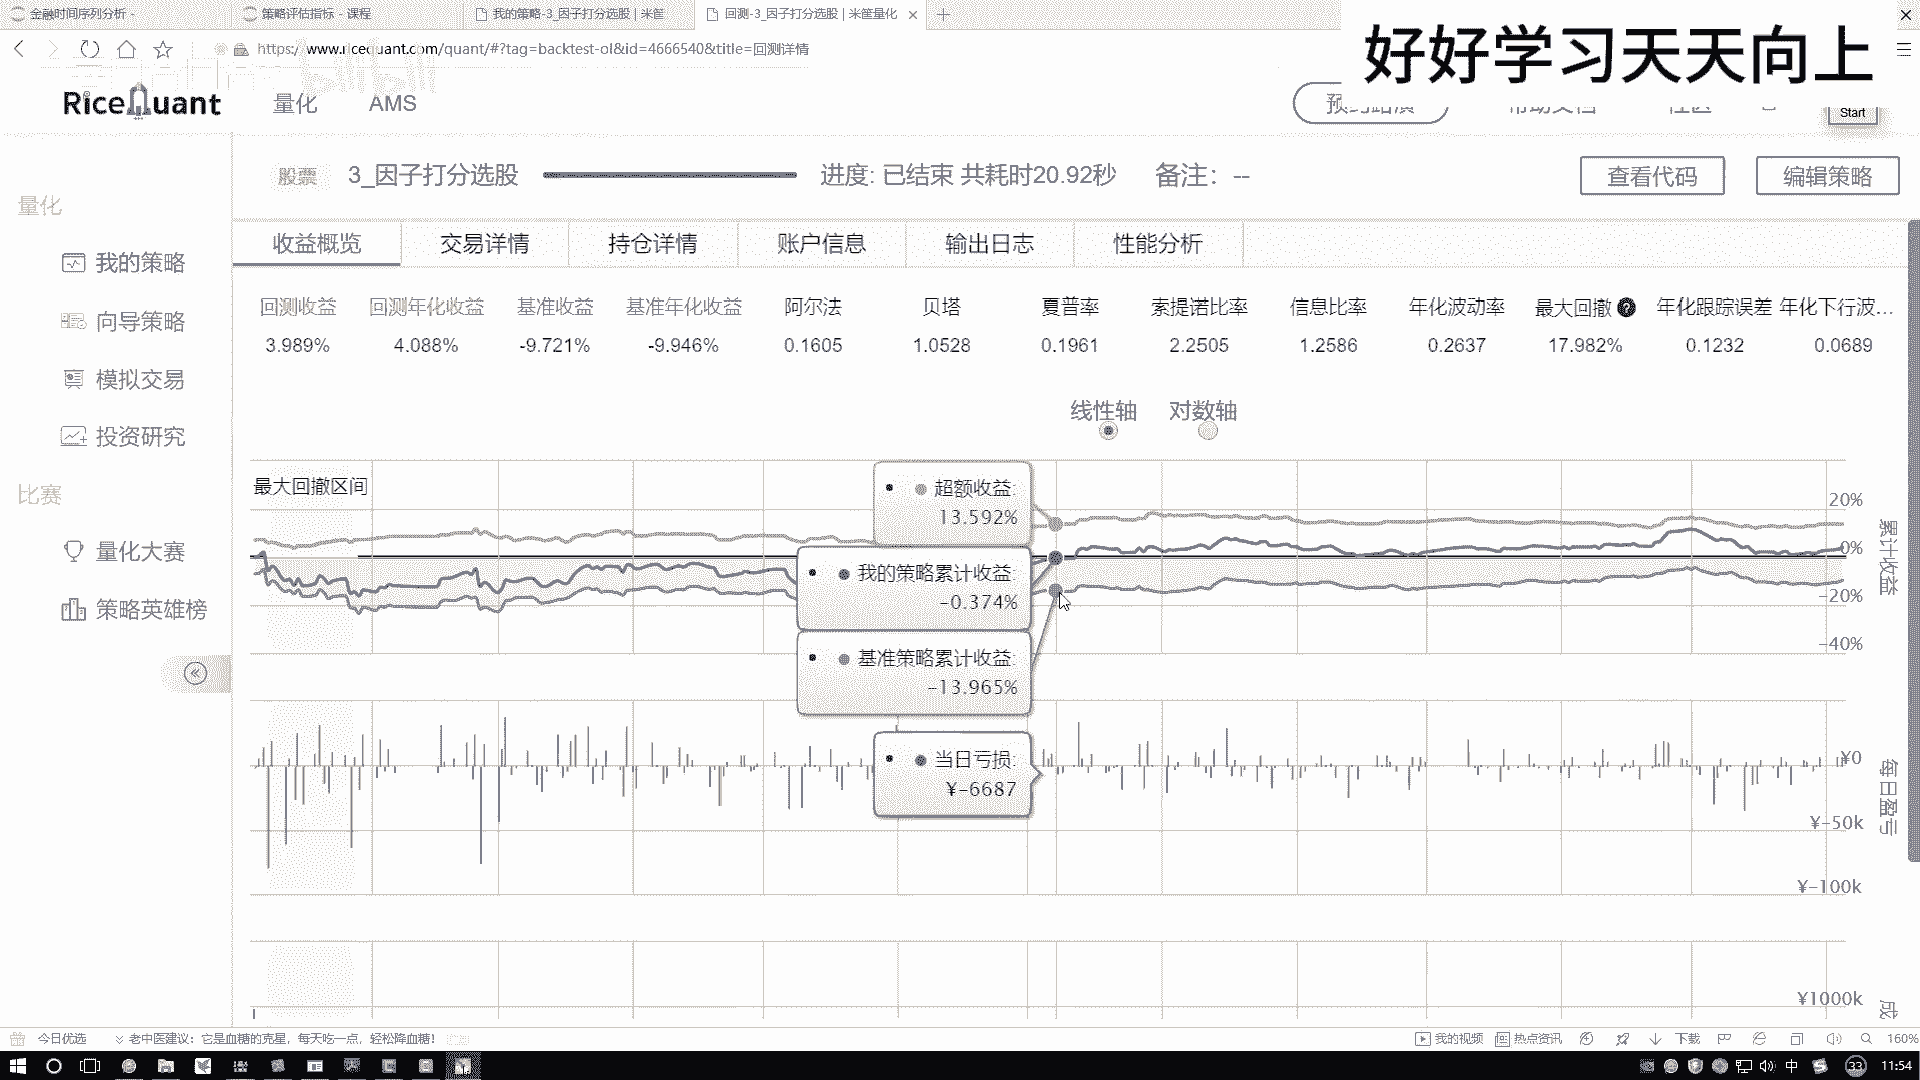 金融时间序列分析 -
策略评估指标 - 课程
我的策略-3_因子打分选股 | 米筐
回测-3_因子打分选股 | 米筐量化
https://www.ricequant.com/quant/#?tag=backtest-ol&id=4666540&title=回测详情
好好学习天天向上
RiceQuant
量化
AMS
Start
股票
3_因子打分选股
进度: 已结束 共耗时20.92秒
备注: --
查看代码
编辑策略
量化
我的策略
向导策略
模拟交易
投资研究
比赛
量化大赛
策略英雄榜
收益概览
交易详情
持仓详情
账户信息
输出日志
性能分析
回测收益 回测年化收益 基准收益 基准年化收益 阿尔法 贝塔 夏普率 索提诺比率 信息比率 年化波动率 最大回撤 年化跟踪误差 年化下行波...
3.989% 4.088% -9.721% -9.946% 0.1605 1.0528 0.1961 2.2505 1.2586 0.2637 17.982% 0.1232 0.0689
线性轴 对数轴
最大回撤区间
超额收益:
13.592%
我的策略累计收益:
-0.374%
基准策略累计收益:
-13.965%
当日亏损:
¥-6687
20%
0%
-20%
-40%
累计收益
¥0
¥-50k
¥-100k
每日盈亏
¥1000k
成
今日优选
老中医建议：它是血糖的克星，每天吃一点，轻松降血糖！
我的视频
热点资讯
下载
160%
中
33
11:54